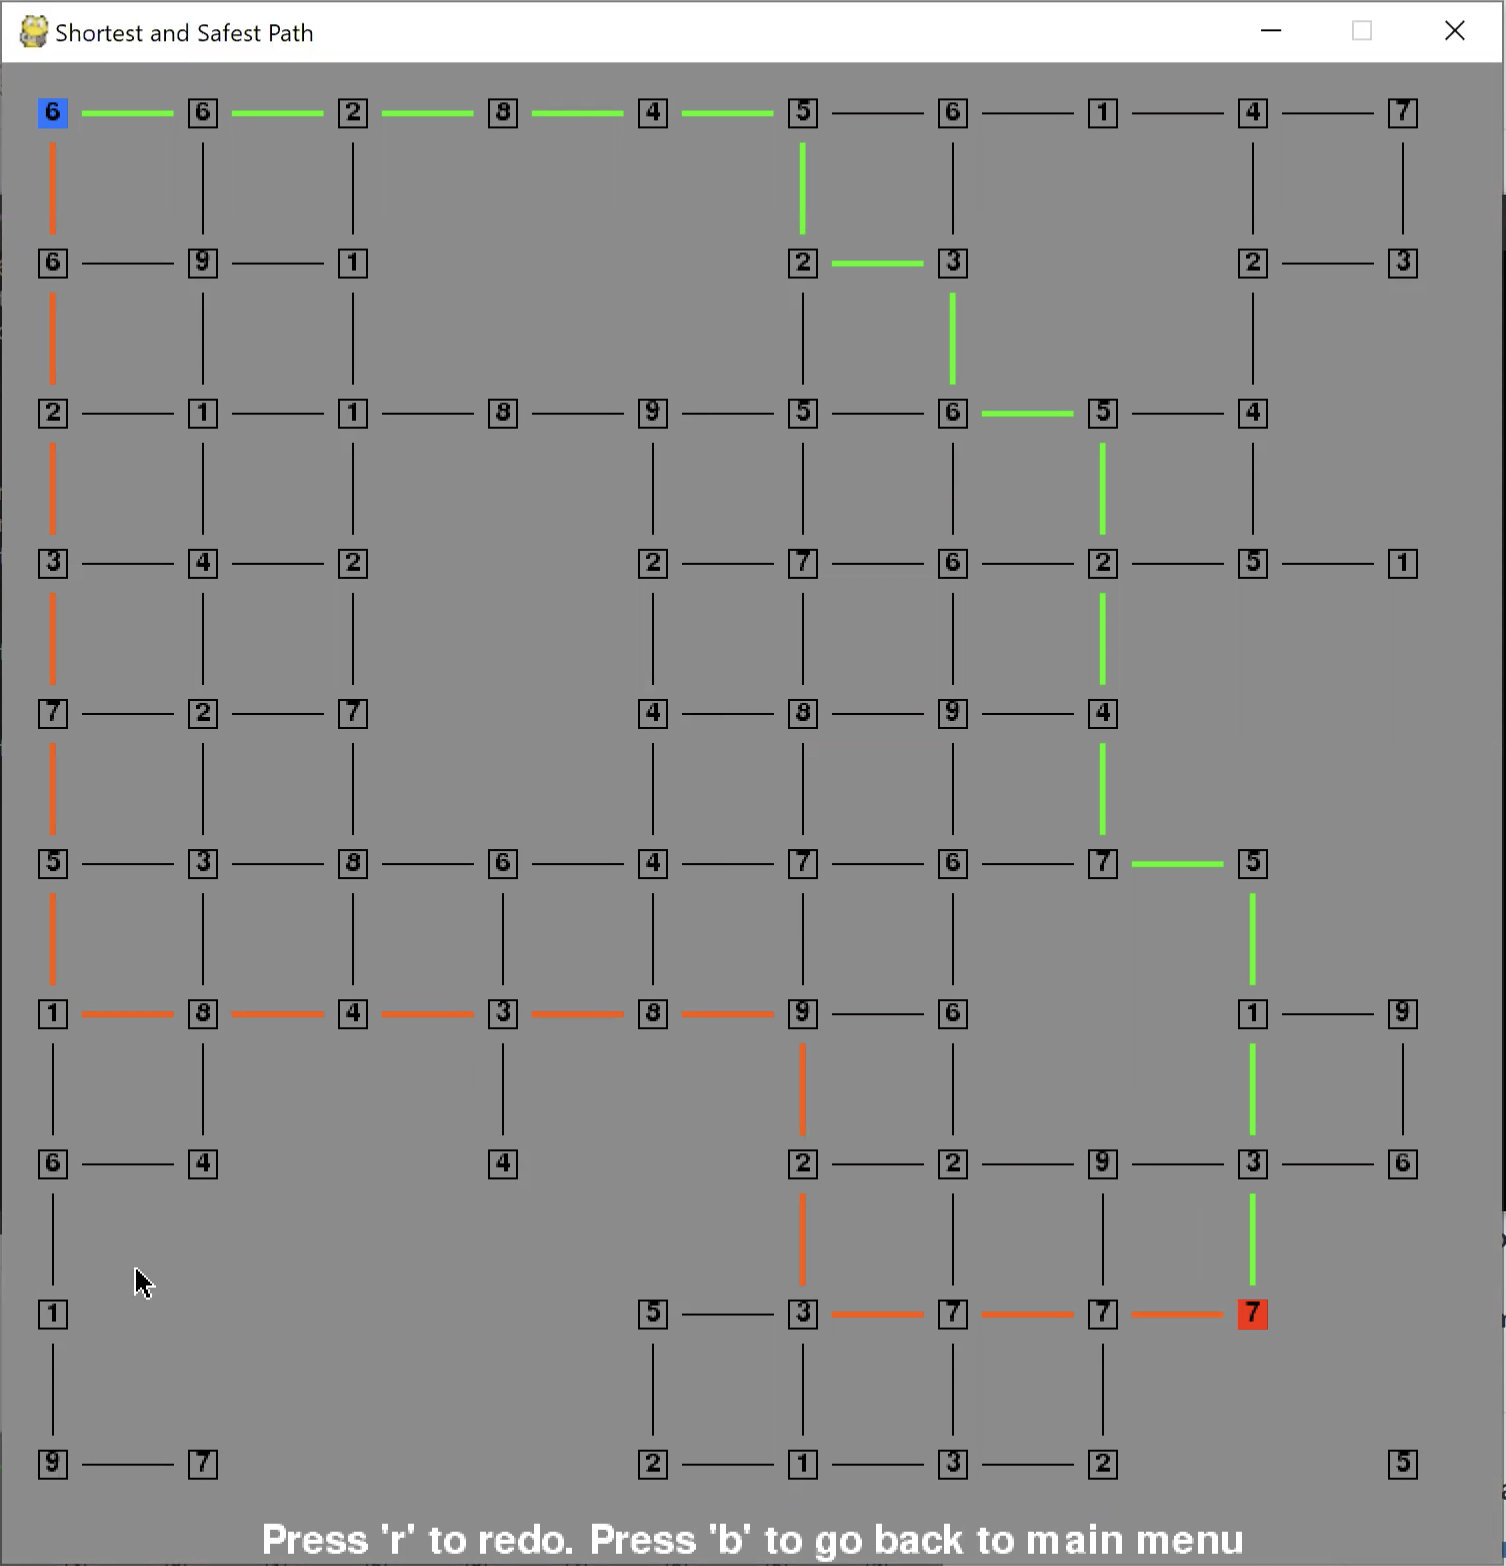 Shortest and Safest Path
6 6 2 8 4 5 6 1 4 7
6 9 1 2 3 2 3
2 1 1 8 9 5 6 5 4
3 4 2 2 7 6 2 5 1
7 2 7 4 8 9 4
5 3 8 6 4 7 6 7 5
1 8 4 3 8 9 6 1 9
6 4 4 2 2 9 3 6
1 5 3 7 7 7
9 7 2 1 3 2 5
Press 'r' to redo. Press 'b' to go back to main menu